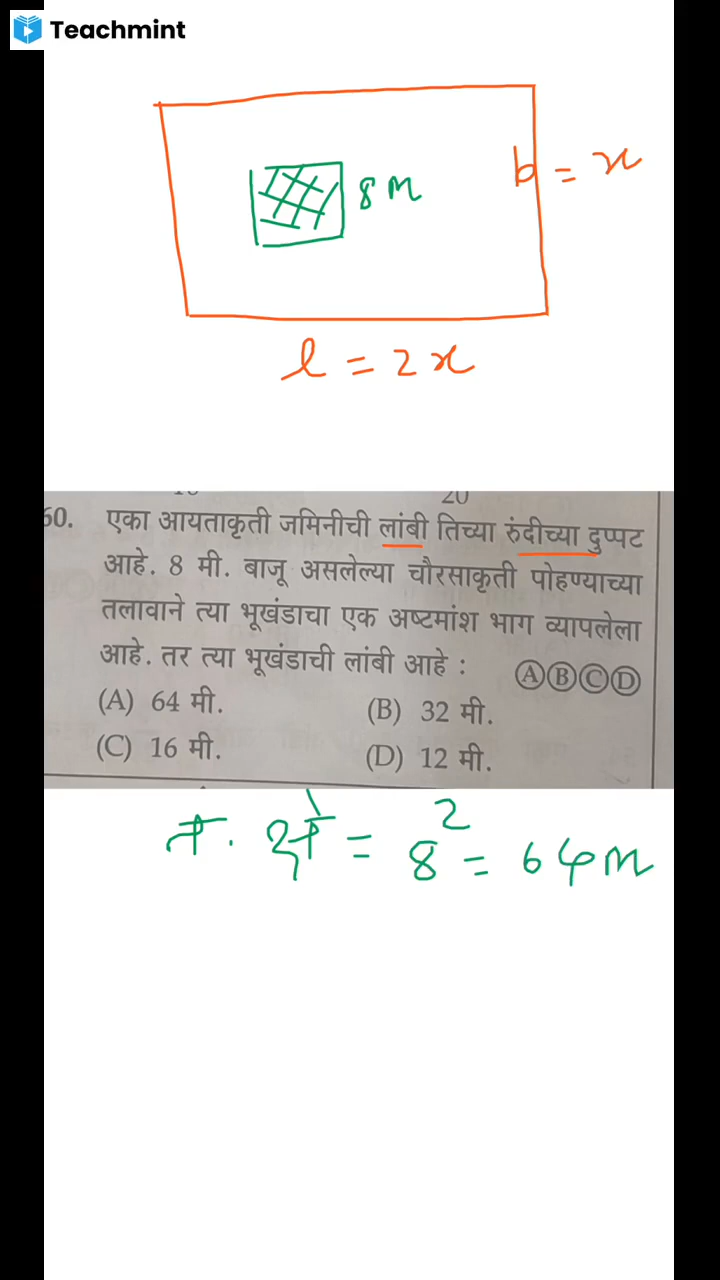 Teachmint
8 m
b = x
l = 2x
20
60. एका आयताकृती जमिनीची लांबी तिच्या रुंदीच्या दुप्पट
आहे. 8 मी. बाजू असलेल्या चौरसाकृती पोहण्याच्या
तलावाने त्या भूखंडाचा एक अष्टमांश भाग व्यापलेला
आहे. तर त्या भूखंडाची लांबी आहे : Ⓐ Ⓑ Ⓒ Ⓓ
(A) 64 मी. (B) 32 मी.
(C) 16 मी. (D) 12 मी.
8² = 64 m